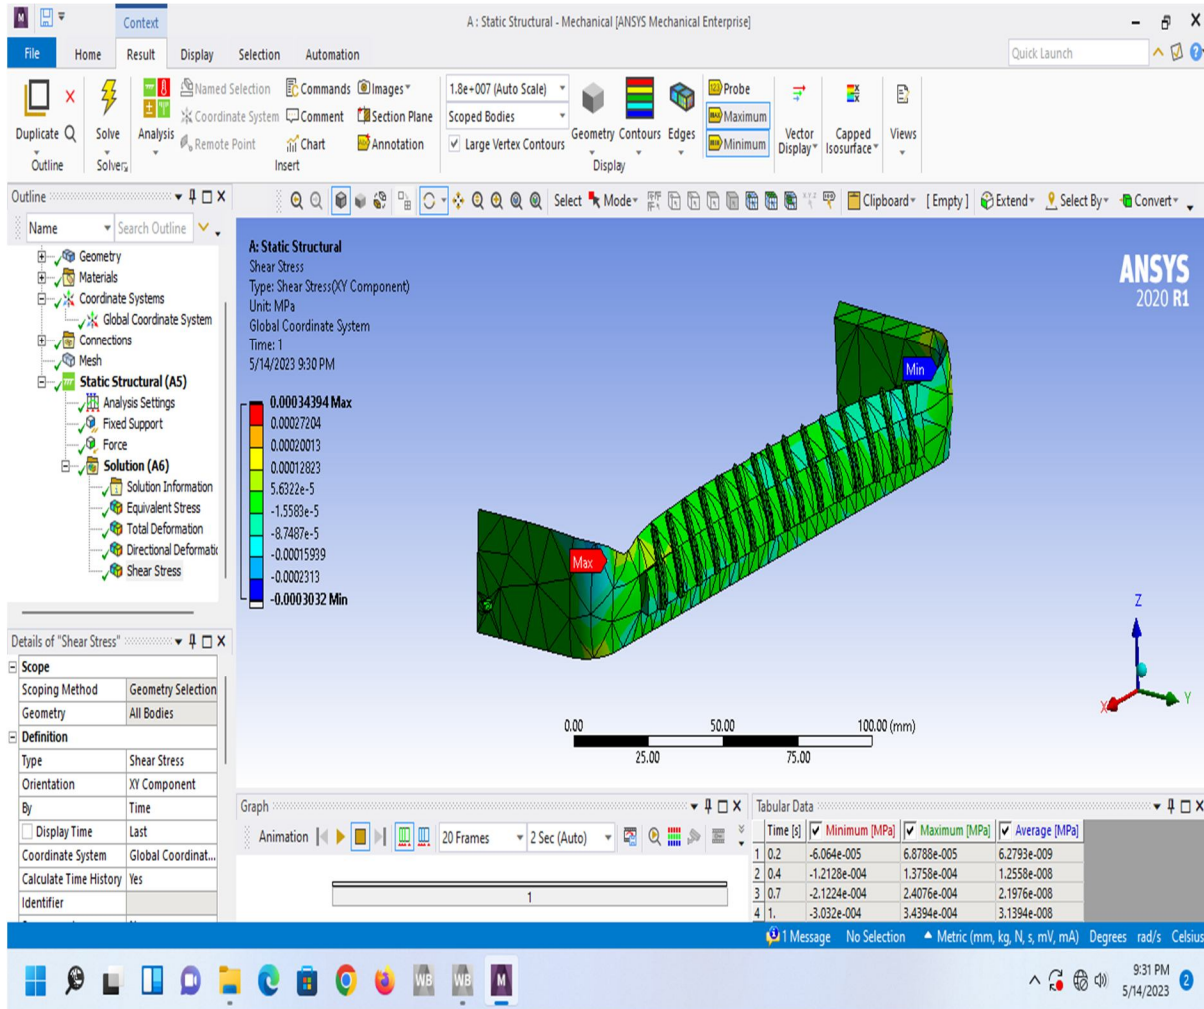 M
Context
A : Static Structural - Mechanical [ANSYS Mechanical Enterprise]
File Home Result Display Selection Automation
Quick Launch
Named Selection Commands Images 1.8e+007 (Auto Scale) Probe
Coordinate System Comment Section Plane Scoped Bodies Maximum
Duplicate Q Solve Analysis Remote Point Chart Annotation Large Vertex Contours Geometry Contours Edges Minimum Vector Display Capped Isosurface Views
Outline Solver Insert Display
Outline
Select Mode Clipboard [ Empty ] Extend Select By Convert
Name Search Outline
Geometry
Materials
Coordinate Systems
Global Coordinate System
Connections
Mesh
Static Structural (A5)
Analysis Settings
Fixed Support
Force
Solution (A6)
Solution Information
Equivalent Stress
Total Deformation
Directional Deformatic
Shear Stress
A: Static Structural
Shear Stress
Type: Shear Stress(XY Component)
Unit: MPa
Global Coordinate System
Time: 1
5/14/2023 9:30 PM
0.00034394 Max
0.00027204
0.00020013
0.00012823
5.6322e-5
-1.5583e-5
-8.7487e-5
-0.00015939
-0.0002313
-0.0003032 Min
ANSYS
2020 R1
Min
Max
Z
X
Y
0.00 50.00 100.00 (mm)
25.00 75.00
Details of "Shear Stress"
Scope
Scoping Method Geometry Selection
Geometry All Bodies
Definition
Type Shear Stress
Orientation XY Component
By Time
Display Time Last
Coordinate System Global Coordinat...
Calculate Time History Yes
Identifier
Graph
Animation 20 Frames 2 Sec (Auto)
1
Tabular Data
Time [s] Minimum [MPa] Maximum [MPa] Average [MPa]
1 0.2 -6.064e-005 6.8788e-005 6.2793e-009
2 0.4 -1.2128e-004 1.3758e-004 1.2558e-008
3 0.7 -2.1224e-004 2.4076e-004 2.1976e-008
4 1. -3.032e-004 3.4394e-004 3.1394e-008
1 Message No Selection Metric (mm, kg, N, s, mV, mA) Degrees rad/s Celsius
WB WB M
9:31 PM
5/14/2023
2